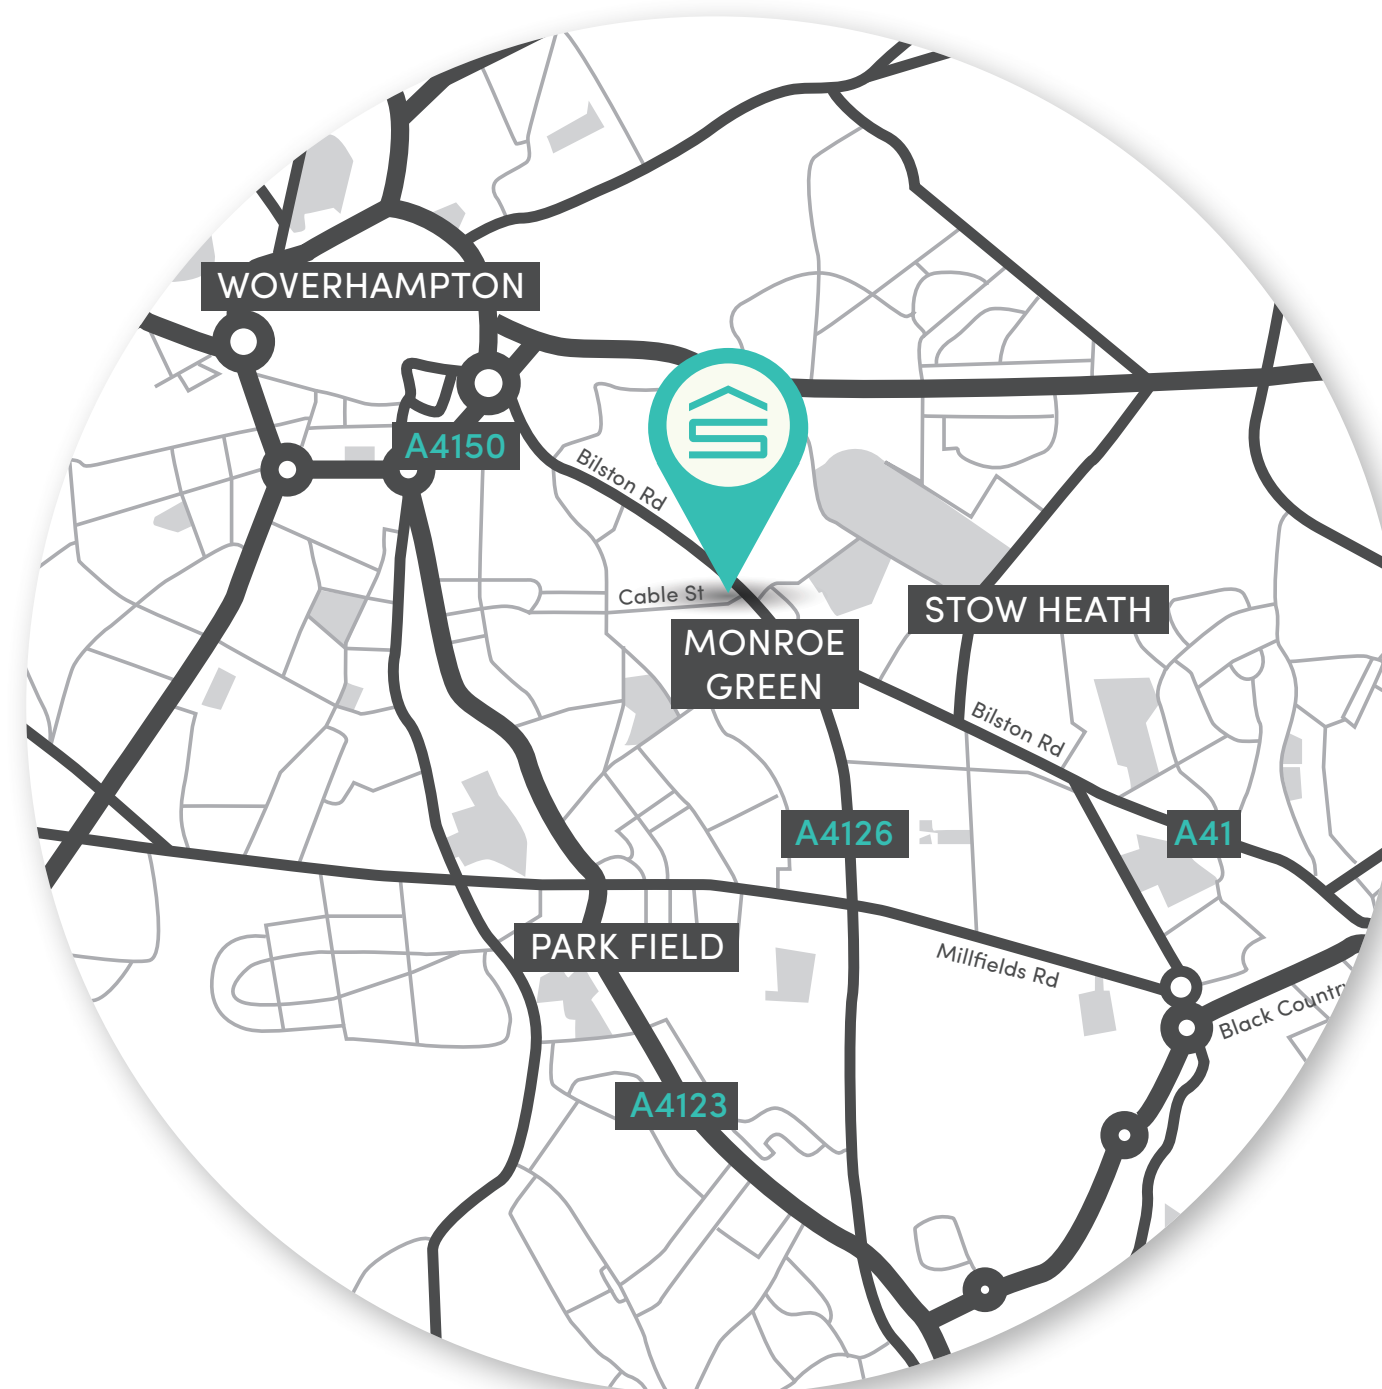 WOVERHAMPTON
A4150
Bilston Rd
Cable St
STOW HEATH
MONROE
GREEN
Bilston Rd
A4126
A41
PARK FIELD
Millfields Rd
Black Country
A4123